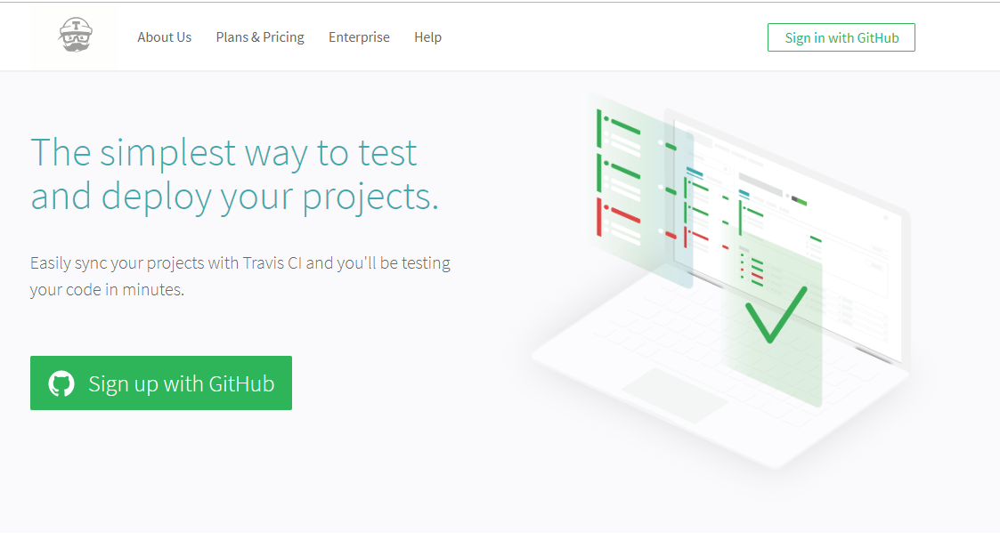 T
About Us
Plans & Pricing
Enterprise
Help
Sign in with GitHub
The simplest way to test
and deploy your projects.
Easily sync your projects with Travis CI and you'll be testing
your code in minutes.
Sign up with GitHub